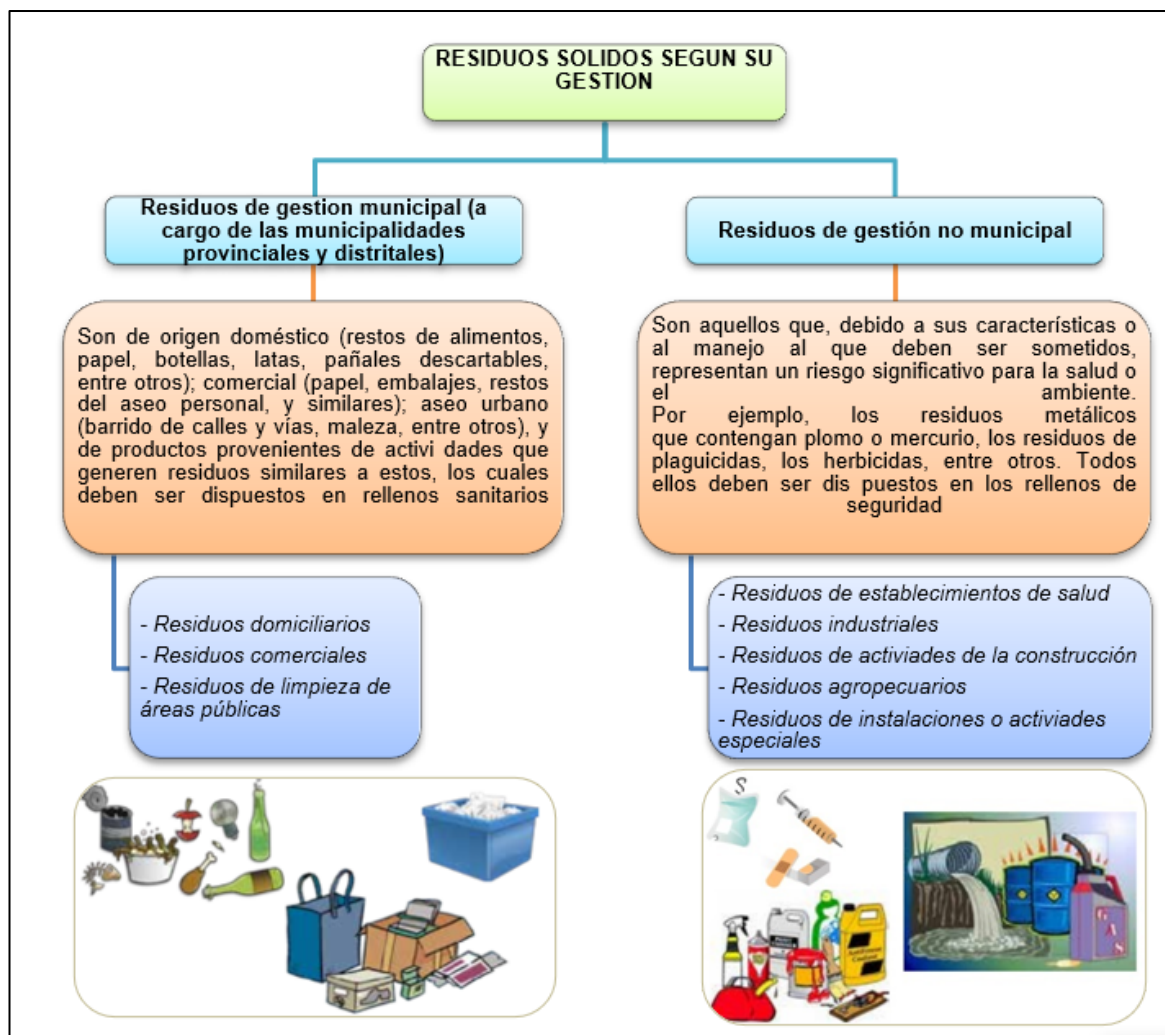 RESIDUOS SOLIDOS SEGUN SU
GESTION
Residuos de gestion municipal (a
cargo de las municipalidades
provinciales y distritales)
Son de origen doméstico (restos de alimentos,
papel, botellas, latas, pañales descartables,
entre otros); comercial (papel, embalajes, restos
del aseo personal, y similares); aseo urbano
(barrido de calles y vías, maleza, entre otros), y
de productos provenientes de activi dades que
generen residuos similares a estos, los cuales
deben ser dispuestos en rellenos sanitarios
- Residuos domiciliarios
- Residuos comerciales
- Residuos de limpieza de
áreas públicas
Residuos de gestión no municipal
Son aquellos que, debido a sus características o
al manejo al que deben ser sometidos,
representan un riesgo significativo para la salud o
el ambiente.
Por ejemplo, los residuos metálicos
que contengan plomo o mercurio, los residuos de
plaguicidas, los herbicidas, entre otros. Todos
ellos deben ser dis puestos en los rellenos de
seguridad
- Residuos de establecimientos de salud
- Residuos industriales
- Residuos de activiades de la construcción
- Residuos agropecuarios
- Residuos de instalaciones o activiades
especiales
GAS